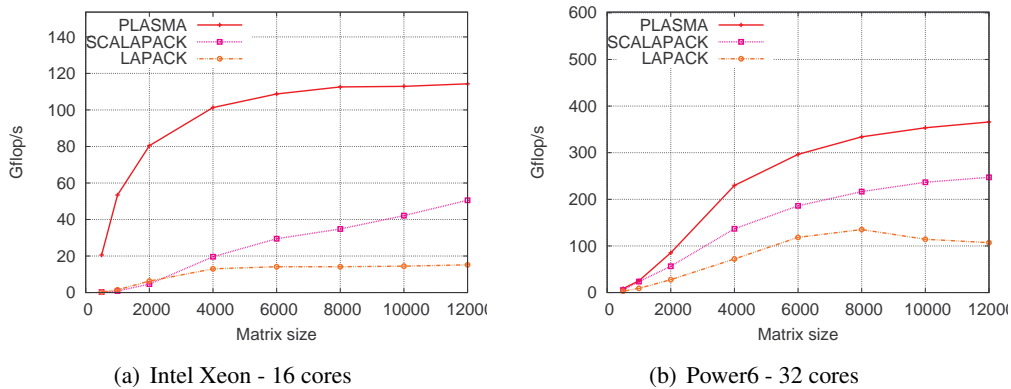 140
120
100
80
60
40
20
0
Gflop/s
PLASMA
SCALAPACK
LAPACK
0 2000 4000 6000 8000 10000 12000
Matrix size
(a) Intel Xeon - 16 cores
600
500
400
300
200
100
0
Gflop/s
PLASMA
SCALAPACK
LAPACK
0 2000 4000 6000 8000 10000 12000
Matrix size
(b) Power6 - 32 cores